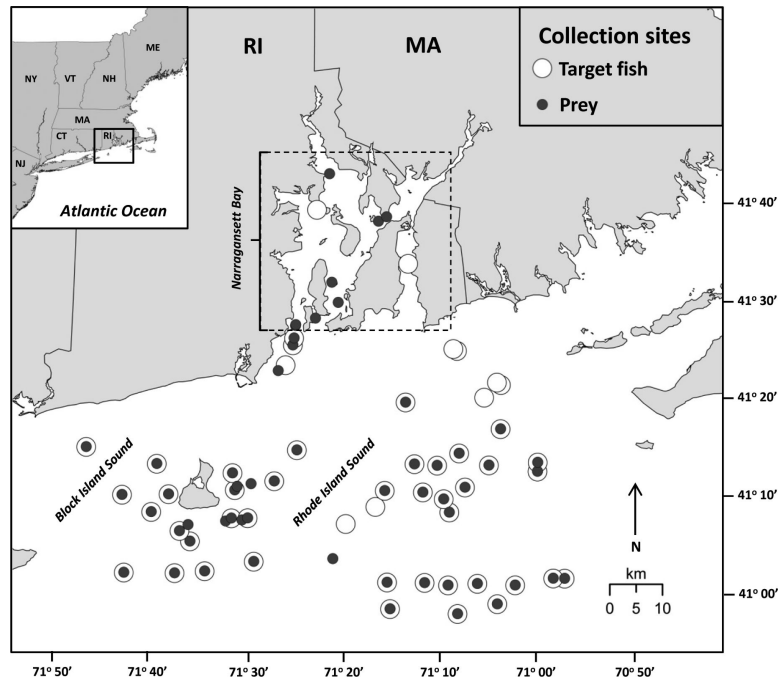 RI
MA
Collection sites
Target fish
Prey
ME
NY
VT
NH
MA
CT
RI
NJ
Atlantic Ocean
Narragansett Bay
Block Island Sound
Rhode Island Sound
N
km
0 5 10
41° 40’
41° 30’
41° 20’
41° 10’
41° 00’
71° 50’ 71° 40’ 71° 30’ 71° 20’ 71° 10’ 71° 00’ 70° 50’